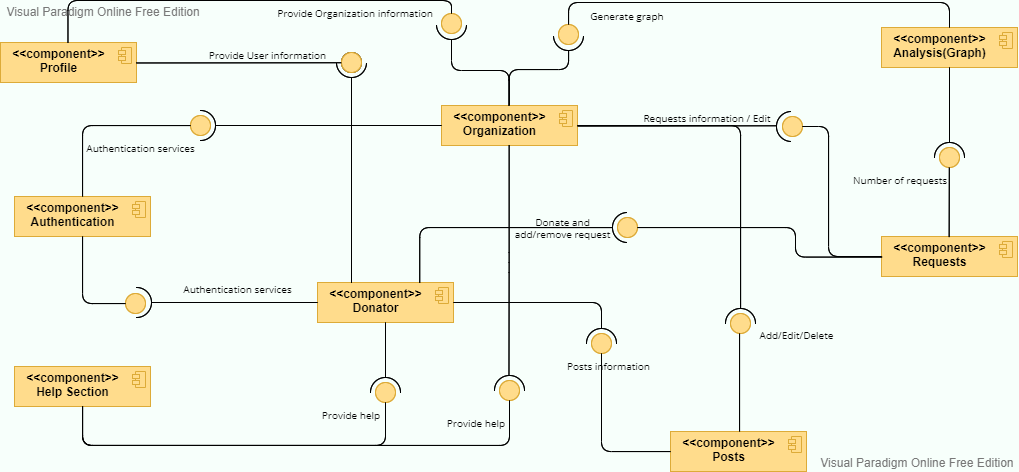 Visual Paradigm Online Free Edition
Provide Organization information
Generate graph
<<component>>
Profile
Provide User information
<<component>>
Analysis(Graph)
<<component>>
Organization
Requests information / Edit
Authentication services
Number of requests
<<component>>
Authentication
Donate and
add/remove request
<<component>>
Requests
Authentication services
<<component>>
Donator
Add/Edit/Delete
Posts information
<<component>>
Help Section
Provide help
Provide help
<<component>>
Posts
Visual Paradigm Online Free Edition